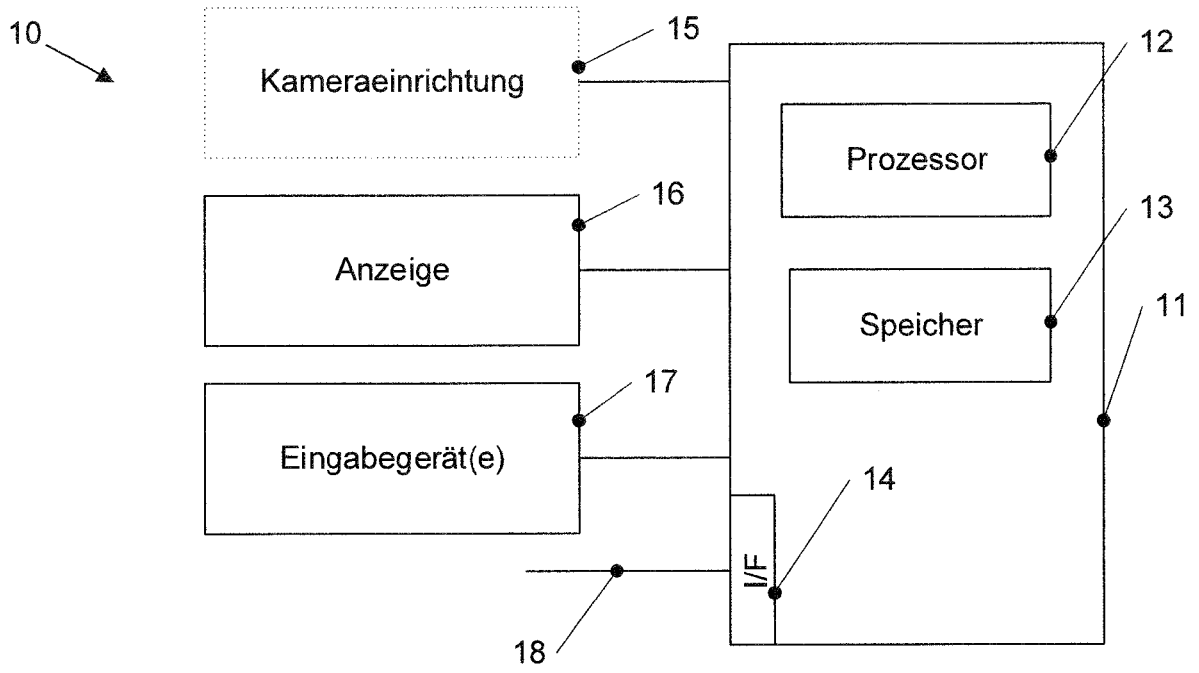 10
Kameraeinrichtung
15
12
Prozessor
16
13
Anzeige
Speicher
11
17
Eingabegerät(e)
14
I/F
18